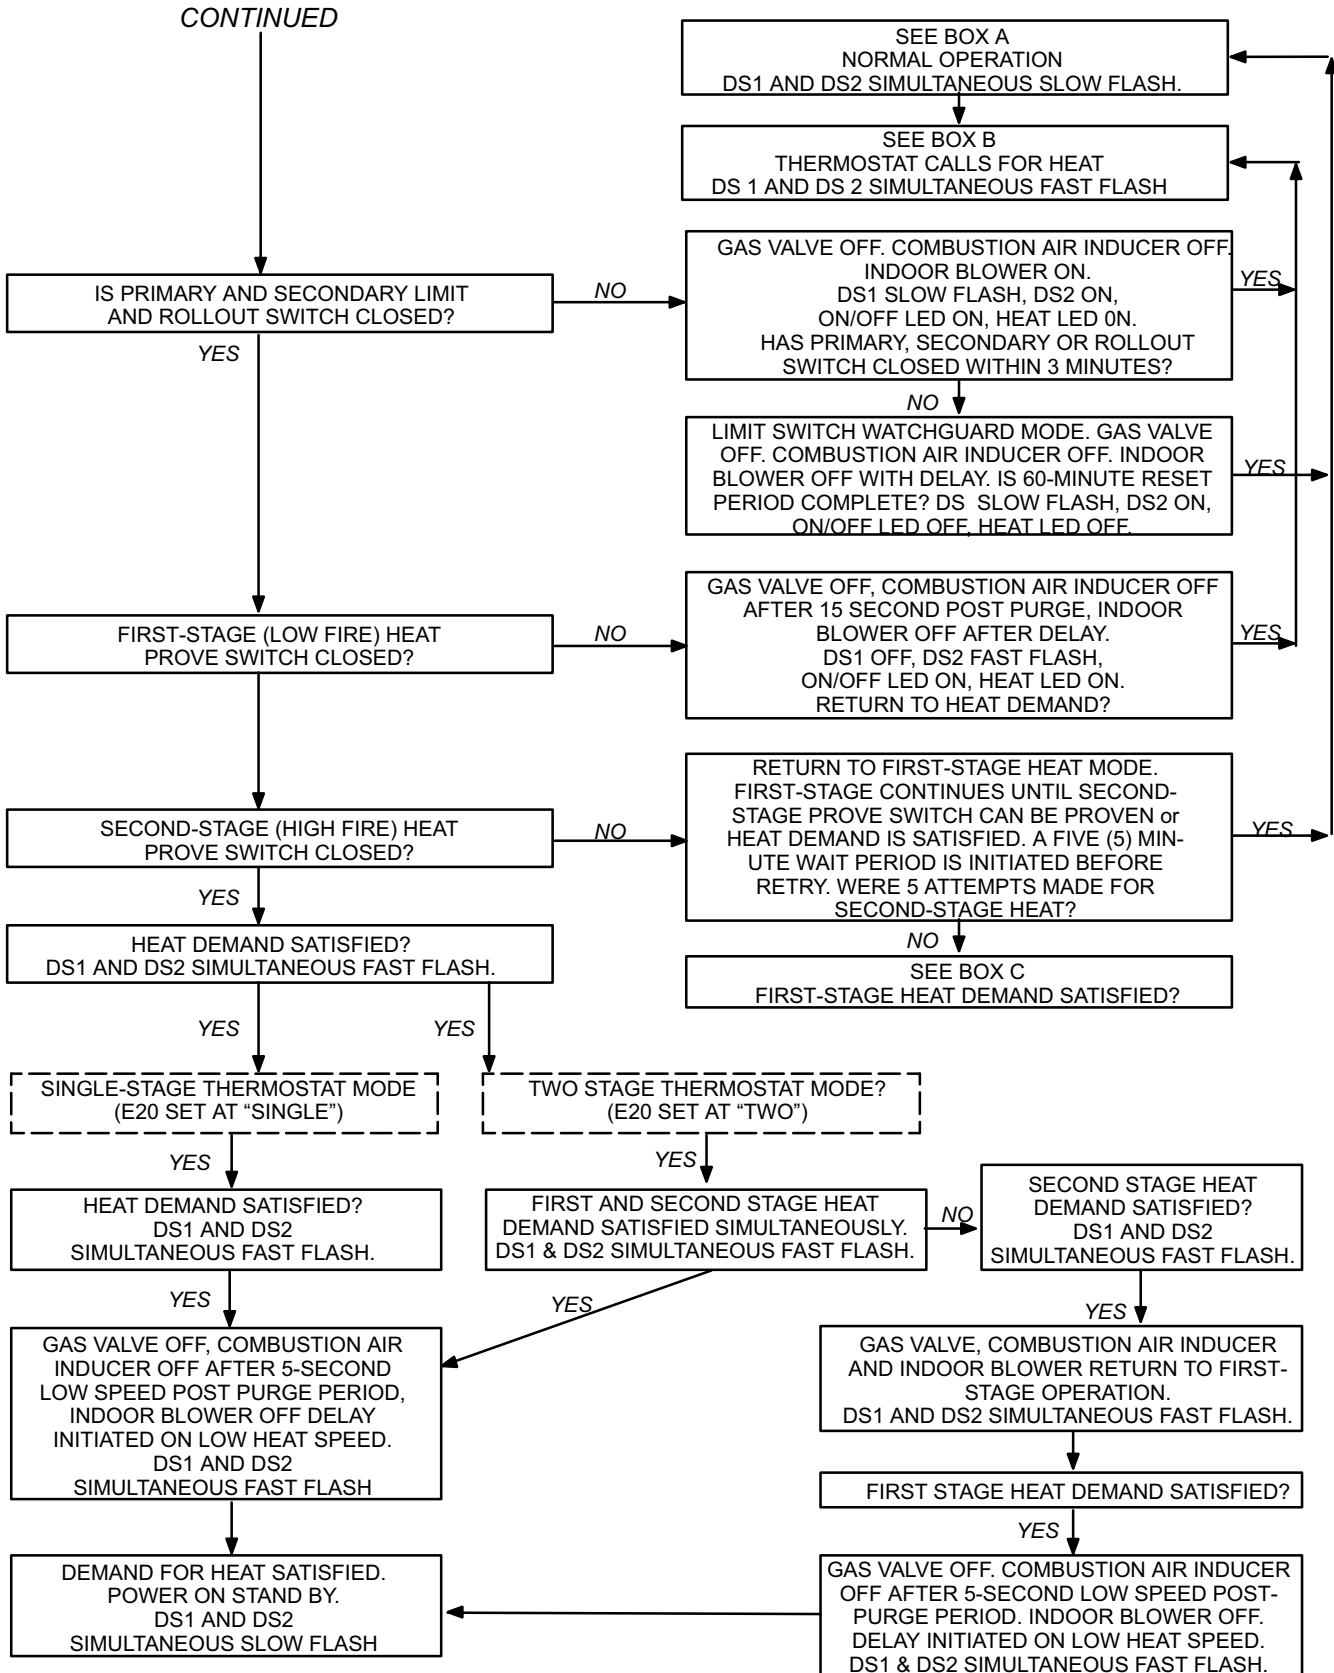 CONTINUED
SEE BOX A
NORMAL OPERATION
DS1 AND DS2 SIMULTANEOUS SLOW FLASH.
SEE BOX B
THERMOSTAT CALLS FOR HEAT
DS 1 AND DS 2 SIMULTANEOUS FAST FLASH
IS PRIMARY AND SECONDARY LIMIT
AND ROLLOUT SWITCH CLOSED?
NO
GAS VALVE OFF. COMBUSTION AIR INDUCER OFF.
INDOOR BLOWER ON.
DS1 SLOW FLASH, DS2 ON,
ON/OFF LED ON, HEAT LED 0N.
HAS PRIMARY, SECONDARY OR ROLLOUT
SWITCH CLOSED WITHIN 3 MINUTES?
YES
YES
NO
LIMIT SWITCH WATCHGUARD MODE. GAS VALVE
OFF. COMBUSTION AIR INDUCER OFF. INDOOR
BLOWER OFF WITH DELAY. IS 60-MINUTE RESET
PERIOD COMPLETE? DS SLOW FLASH, DS2 ON,
ON/OFF LED OFF, HEAT LED OFF.
YES
FIRST-STAGE (LOW FIRE) HEAT
PROVE SWITCH CLOSED?
NO
GAS VALVE OFF, COMBUSTION AIR INDUCER OFF
AFTER 15 SECOND POST PURGE, INDOOR
BLOWER OFF AFTER DELAY.
DS1 OFF, DS2 FAST FLASH,
ON/OFF LED ON, HEAT LED ON.
RETURN TO HEAT DEMAND?
YES
SECOND-STAGE (HIGH FIRE) HEAT
PROVE SWITCH CLOSED?
NO
RETURN TO FIRST-STAGE HEAT MODE.
FIRST-STAGE CONTINUES UNTIL SECOND-
STAGE PROVE SWITCH CAN BE PROVEN or
HEAT DEMAND IS SATISFIED. A FIVE (5) MIN-
UTE WAIT PERIOD IS INITIATED BEFORE
RETRY. WERE 5 ATTEMPTS MADE FOR
SECOND-STAGE HEAT?
YES
YES
NO
HEAT DEMAND SATISFIED?
DS1 AND DS2 SIMULTANEOUS FAST FLASH.
SEE BOX C
FIRST-STAGE HEAT DEMAND SATISFIED?
YES
YES
SINGLE-STAGE THERMOSTAT MODE
(E20 SET AT “SINGLE”)
TWO STAGE THERMOSTAT MODE?
(E20 SET AT “TWO”)
YES
YES
HEAT DEMAND SATISFIED?
DS1 AND DS2
SIMULTANEOUS FAST FLASH.
FIRST AND SECOND STAGE HEAT
DEMAND SATISFIED SIMULTANEOUSLY.
DS1 & DS2 SIMULTANEOUS FAST FLASH.
NO
SECOND STAGE HEAT
DEMAND SATISFIED?
DS1 AND DS2
SIMULTANEOUS FAST FLASH.
YES
YES
YES
GAS VALVE OFF, COMBUSTION AIR
INDUCER OFF AFTER 5-SECOND
LOW SPEED POST PURGE PERIOD,
INDOOR BLOWER OFF DELAY
INITIATED ON LOW HEAT SPEED.
DS1 AND DS2
SIMULTANEOUS FAST FLASH
GAS VALVE, COMBUSTION AIR INDUCER
AND INDOOR BLOWER RETURN TO FIRST-
STAGE OPERATION.
DS1 AND DS2 SIMULTANEOUS FAST FLASH.
FIRST STAGE HEAT DEMAND SATISFIED?
YES
DEMAND FOR HEAT SATISFIED.
POWER ON STAND BY.
DS1 AND DS2
SIMULTANEOUS SLOW FLASH
GAS VALVE OFF. COMBUSTION AIR INDUCER
OFF AFTER 5-SECOND LOW SPEED POST-
PURGE PERIOD. INDOOR BLOWER OFF.
DELAY INITIATED ON LOW HEAT SPEED.
DS1 & DS2 SIMULTANEOUS FAST FLASH.